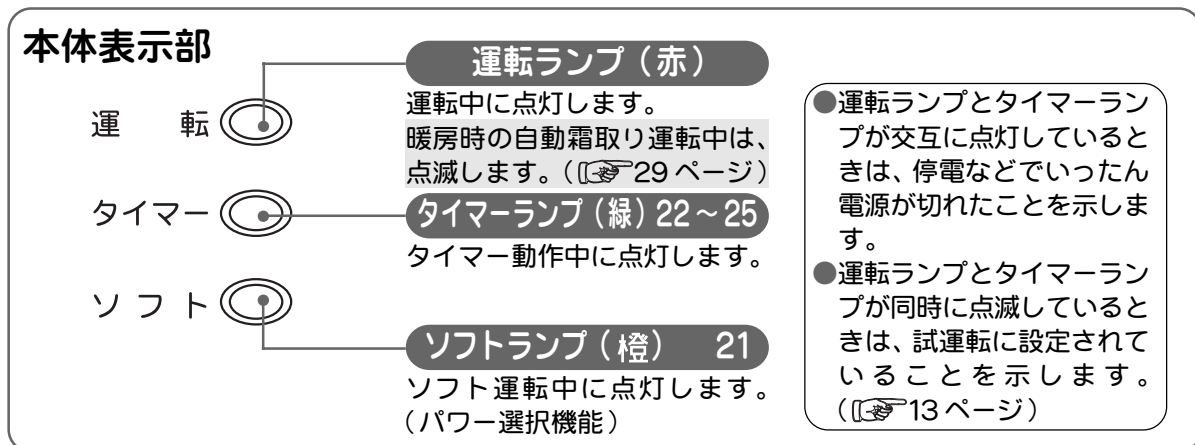 本体表示部
運 転
タイマー
ソフト
運転ランプ(赤)
運転中に点灯します。
暖房時の自動霜取り運転中は、
点滅します。(29 ページ)
タイマーランプ(緑)22~25
タイマー動作中に点灯します。
ソフトランプ(橙) 21
ソフト運転中に点灯します。
(パワー選択機能)
●運転ランプとタイマーラン
プが交互に点灯していると
きは、停電などでいったん
電源が切れたことを示しま
す。
●運転ランプとタイマーラン
プが同時に点滅していると
きは、試運転に設定されて
いることを示します。
(13 ページ)